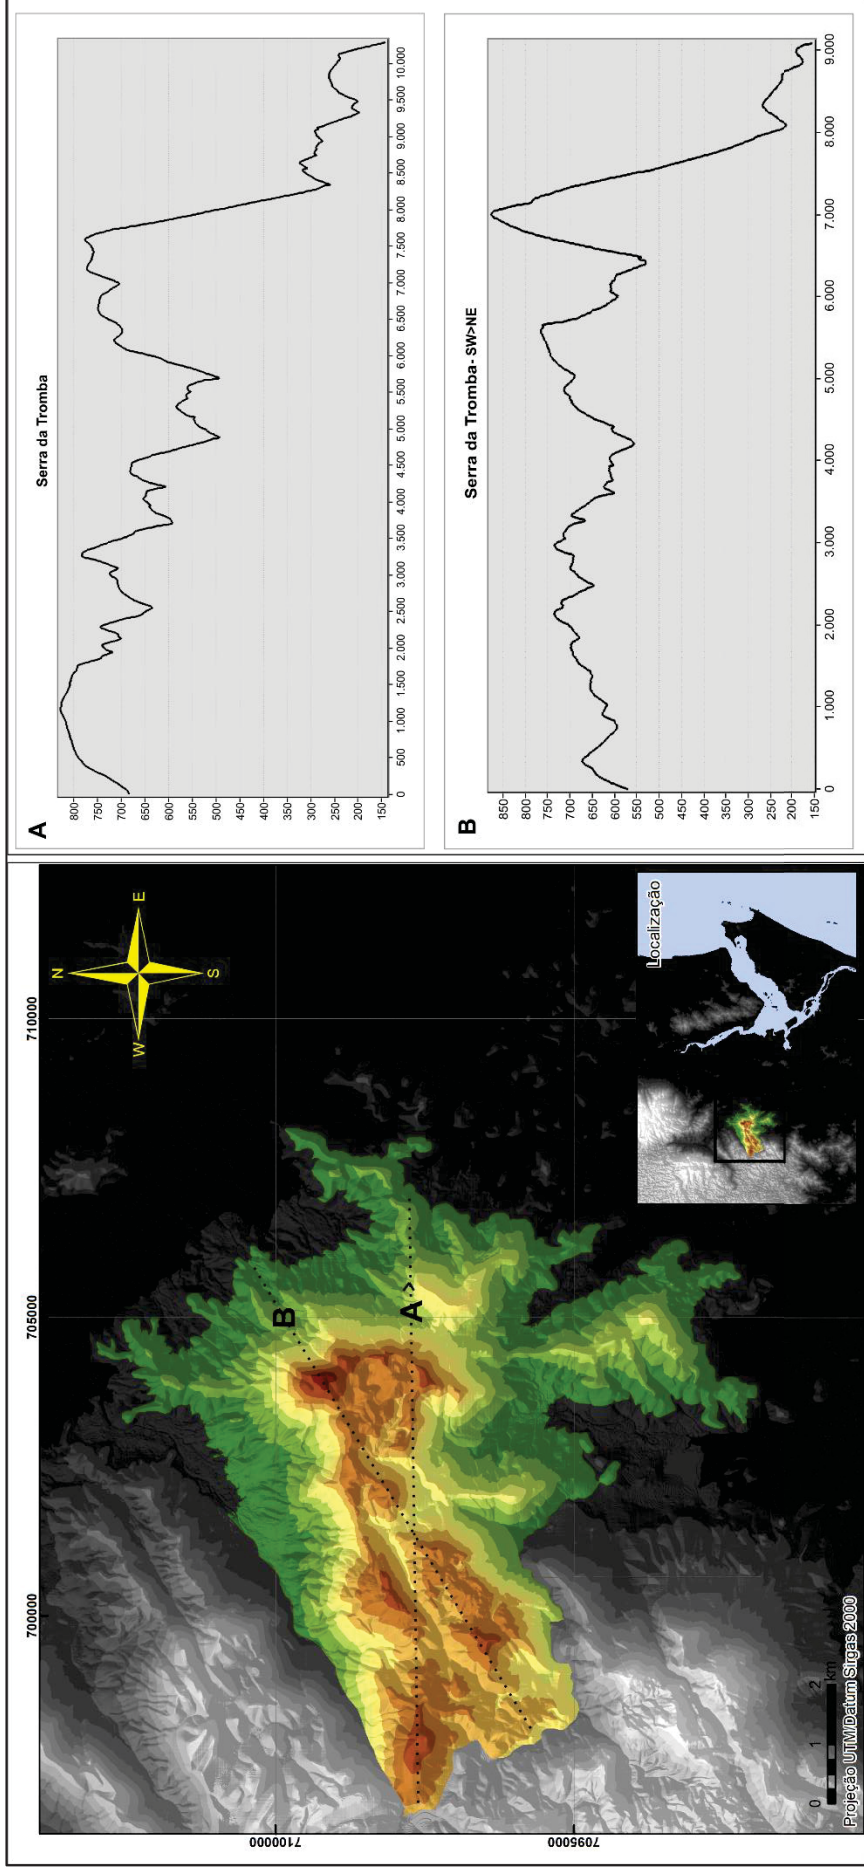 700000
705000
710000
7100000
7095000
N
W
E
S
B
A >
0 1 2
km
Projeção UTM/Datum Sirgas 2000
Localização
A
Serra da Tromba
800
750
700
650
600
550
500
450
400
350
300
250
200
150
0 500 1.000 1.500 2.000 2.500 3.000 3.500 4.000 4.500 5.000 5.500 6.000 6.500 7.000 7.500 8.000 8.500 9.000 9.500 10.000
B
Serra da Tromba- SW>NE
850
800
750
700
650
600
550
500
450
400
350
300
250
200
150
0 1.000 2.000 3.000 4.000 5.000 6.000 7.000 8.000 9.000